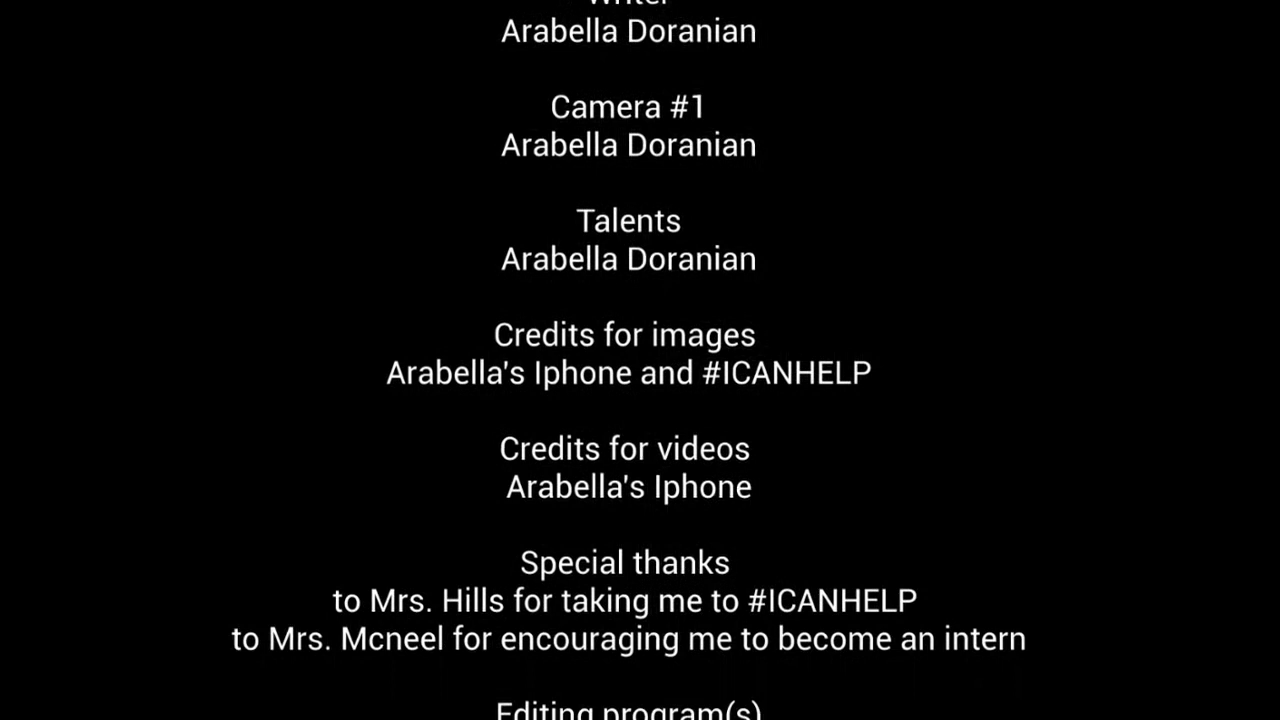 Writer
Arabella Doranian
Camera #1
Arabella Doranian
Talents
Arabella Doranian
Credits for images
Arabella's Iphone and #ICANHELP
Credits for videos
Arabella's Iphone
Special thanks
to Mrs. Hills for taking me to #ICANHELP
to Mrs. Mcneel for encouraging me to become an intern
Editing program(s)